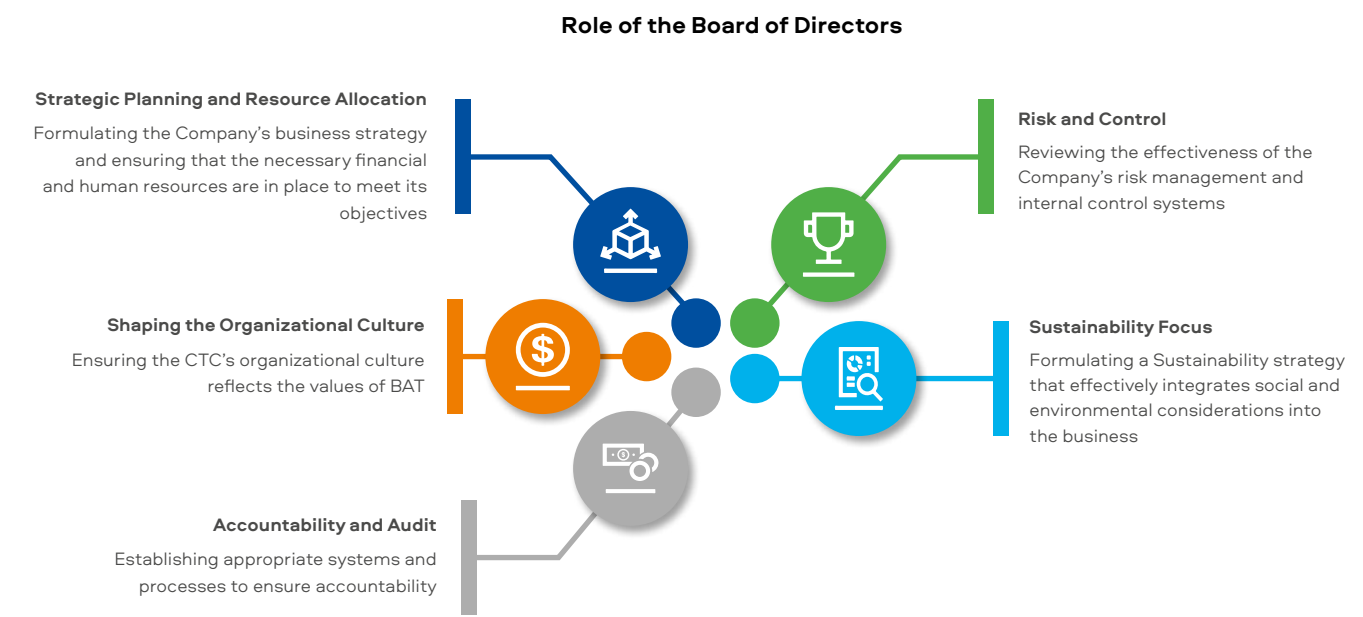 Role of the Board of Directors
Strategic Planning and Resource Allocation
Formulating the Company’s business strategy
and ensuring that the necessary financial
and human resources are in place to meet its
objectives
Shaping the Organizational Culture
Ensuring the CTC’s organizational culture
reflects the values of BAT
Accountability and Audit
Establishing appropriate systems and
processes to ensure accountability
Risk and Control
Reviewing the effectiveness of the
Company’s risk management and
internal control systems
Sustainability Focus
Formulating a Sustainability strategy
that effectively integrates social and
environmental considerations into
the business
$
$